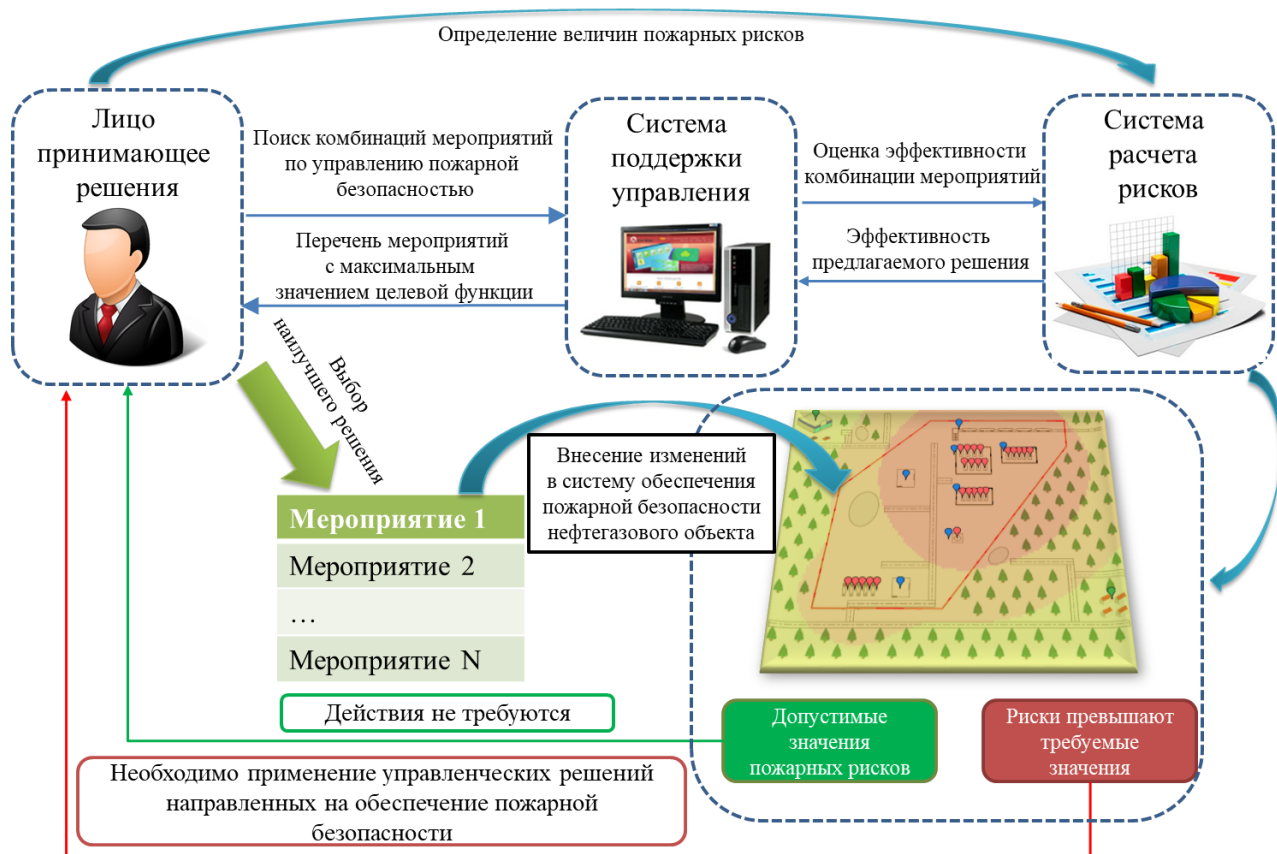 Определение величин пожарных рисков
Лицо
принимающее
решения
Поиск комбинаций мероприятий
по управлению пожарной
безопасностью
Перечень мероприятий
с максимальным
значением целевой функции
Система
поддержки
управления
Оценка эффективности
комбинации мероприятий
Эффективность
предлагаемого решения
Система
расчета
рисков
Выбор
наилучшего решения
Мероприятие 1
Мероприятие 2
…
Мероприятие N
Внесение изменений
в систему обеспечения
пожарной безопасности
нефтегазового объекта
Действия не требуются
Допустимые
значения
пожарных рисков
Риски превышают
требуемые
значения
Необходимо применение управленческих решений
направленных на обеспечение пожарной
безопасности